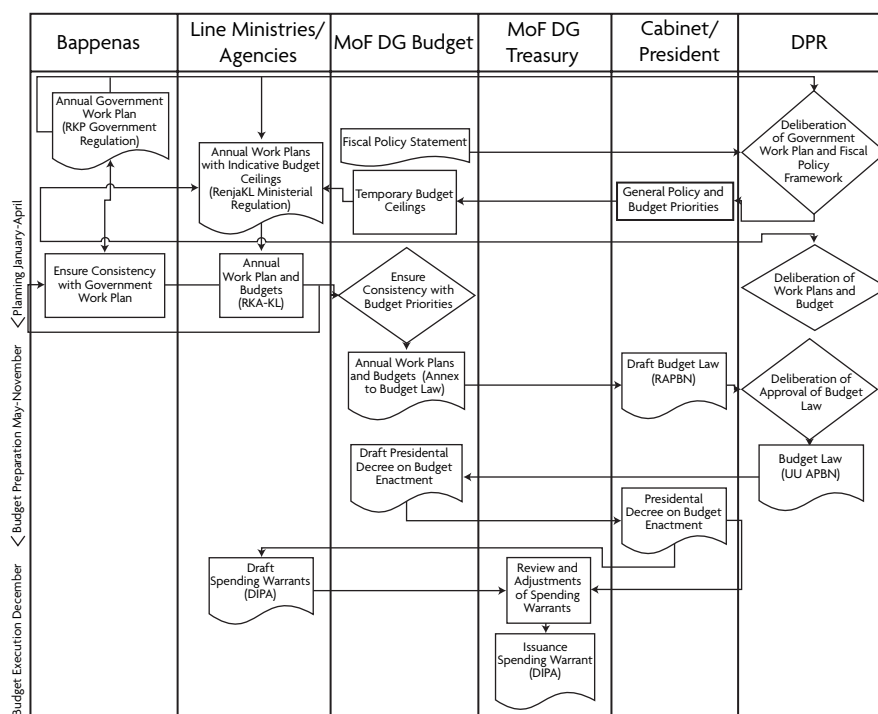 Bappenas
Line Ministries/
Agencies
MoF DG Budget
MoF DG
Treasury
Cabinet/
President
DPR
Planning January-April
Annual Government
Work Plan
(RKP Government
Regulation)
Annual Work Plans
with Indicative Budget
Ceilings
(RenjaKL Ministerial
Regulation)
Fiscal Policy Statement
Temporary Budget
Ceilings
General Policy and
Budget Priorities
Deliberation
of Government
Work Plan and Fiscal
Policy
Framework
Ensure Consistency
with Government
Work Plan
Annual
Work Plan and
Budgets
(RKA-KL)
Ensure
Consistency with
Budget Priorities
Deliberation of
Work Plans and
Budget
Budget Preparation May-November
Annual Work Plans
and Budgets (Annex
to Budget Law)
Draft Budget Law
(RAPBN)
Deliberation of
Approval of Budget
Law
Draft Presidential
Decree on Budget
Enactment
Budget Law
(UU APBN)
Presidential
Decree on Budget
Enactment
Budget Execution December
Draft
Spending Warrants
(DIPA)
Review and
Adjustments
of Spending
Warrants
Issuance
Spending Warrant
(DIPA)